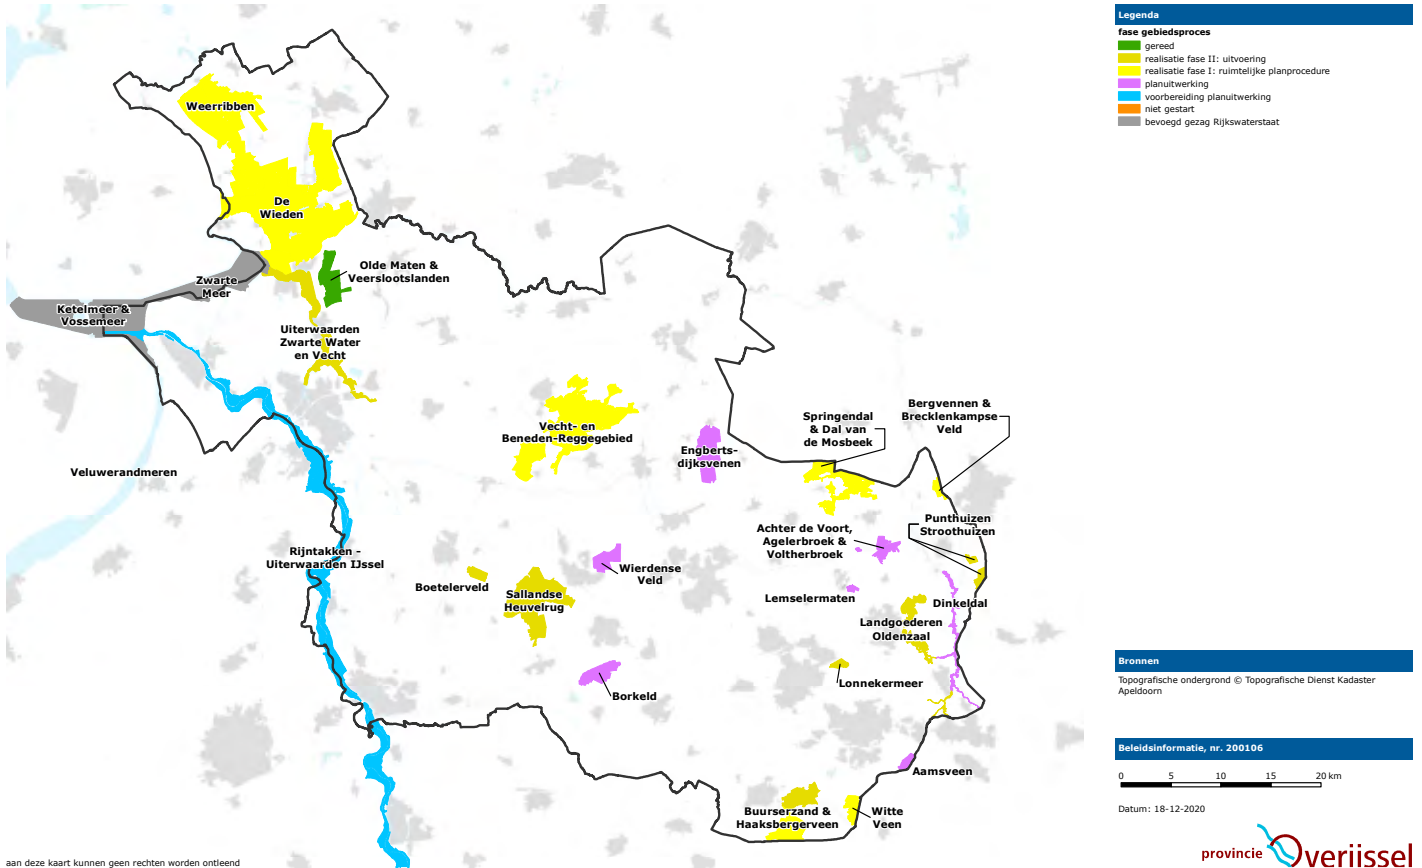 Weerribben
De
Wieden
Olde Maten &
Veerslootslanden
Zwarte
Meer
Ketelmeer &
Vossemeer
Uiterwaarden
Zwarte Water
en Vecht
Vecht- en
Beneden-Reggegebied
Engberts-
dijksvenen
Springendal
& Dal van
de Mosbeek
Bergvennen &
Brecklenkampse
Veld
Veluwerandmeren
Punthuizen
Stroothuizen
Achter de Voort,
Agelerbroek &
Voltherbroek
Rijntakken -
Uiterwaarden IJssel
Boetelerveld
Sallandse
Heuvelrug
Wierdense
Veld
Lemselermaten
Dinkeldal
Landgoederen
Oldenzaal
Lonnekermeer
Borkeld
Aamsveen
Buurserzand &
Haaksbergerveen
Witte
Veen
aan deze kaart kunnen geen rechten worden ontleend
Legenda
fase gebiedsproces
gereed
realisatie fase II: uitvoering
realisatie fase I: ruimtelijke planprocedure
planuitwerking
voorbereiding planuitwerking
niet gestart
bevoegd gezag Rijkswaterstaat
Bronnen
Topografische ondergrond © Topografische Dienst Kadaster
Apeldoorn
Beleidsinformatie, nr. 200106
0 5 10 15 20 km
Datum: 18-12-2020
provincie Overijssel